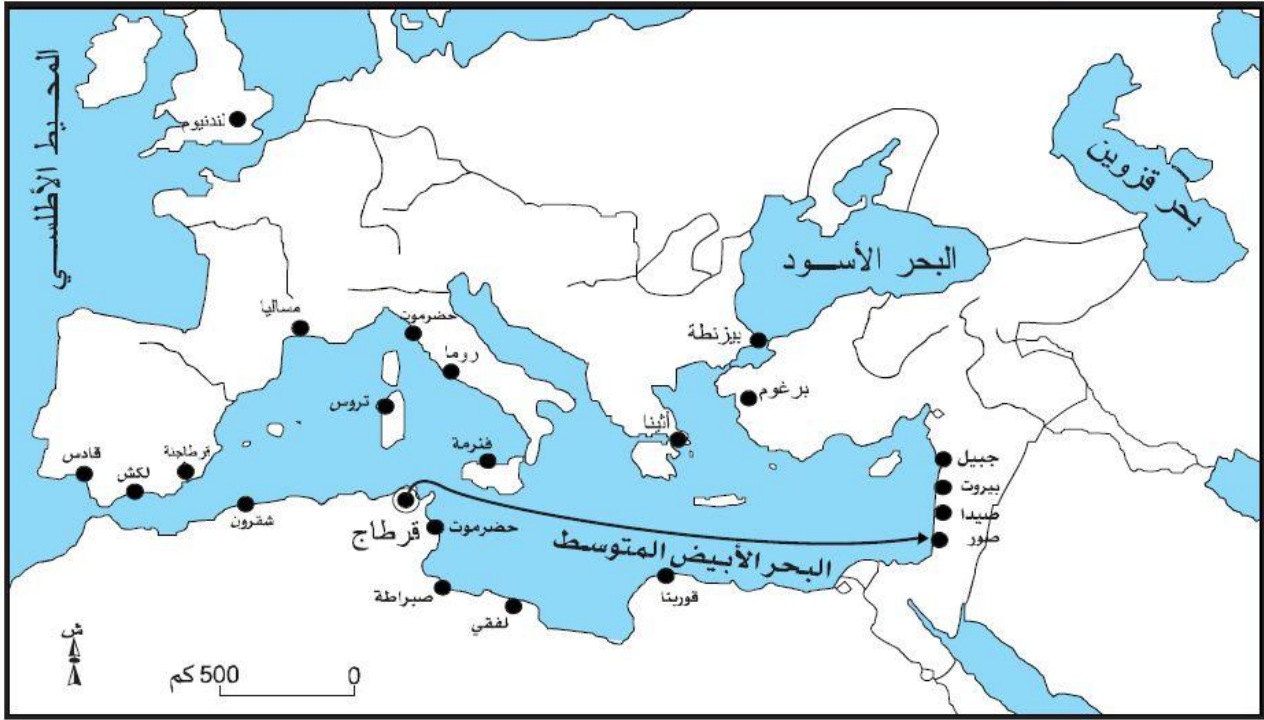 المحيط الأطلسي
لندنيوم
بحر قزوين
البحر الأسود
مساليا
حضرموت
روما
بيزنطة
برغوم
تروس
أثينا
فنرمة
قادس
لكش
قرطاجنة
شقرون
قرطاج
حضرموت
جبيل
بيروت
صيدا
صور
البحر الأبيض المتوسط
صبراطة
لفقي
قورينا
ش
500 كم
0